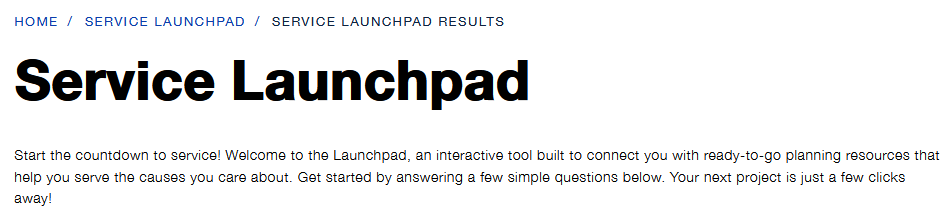 HOME / SERVICE LAUNCHPAD / SERVICE LAUNCHPAD RESULTS
Service Launchpad
Start the countdown to service! Welcome to the Launchpad, an interactive tool built to connect you with ready-to-go planning resources that
help you serve the causes you care about. Get started by answering a few simple questions below. Your next project is just a few clicks
away!